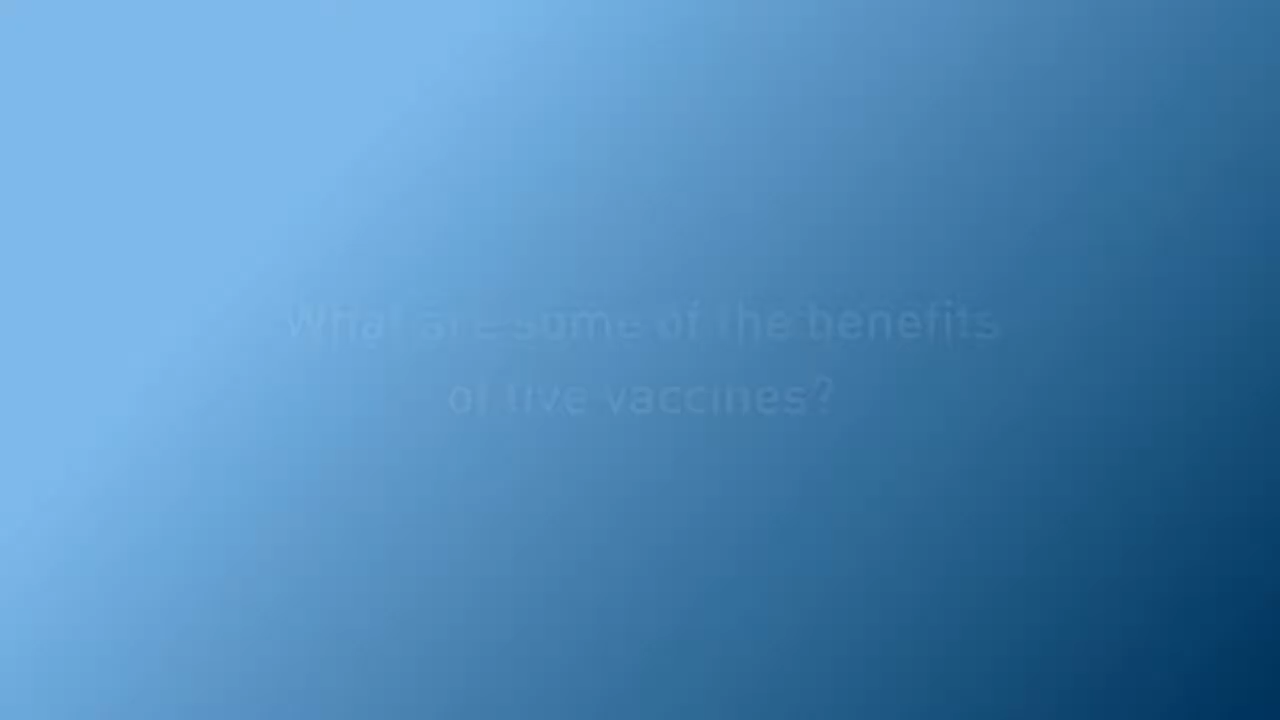 What are some of the benefits
of live vaccines?